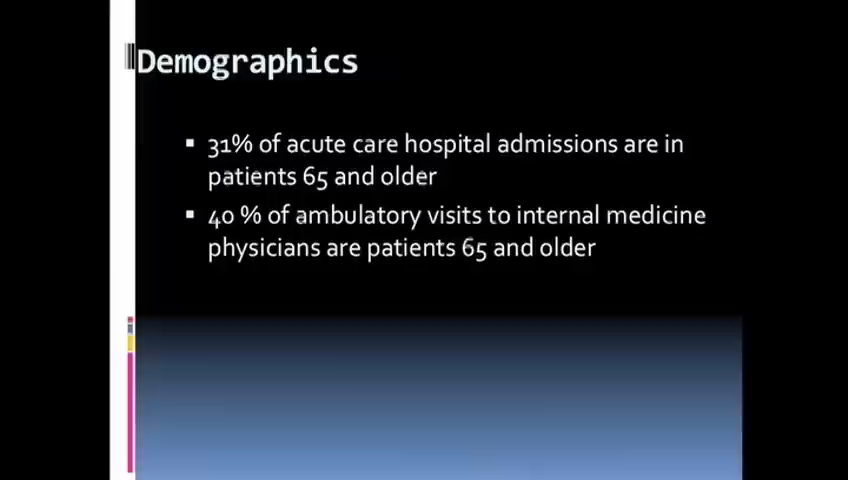 Demographics
▪ 31% of acute care hospital admissions are in
patients 65 and older
▪ 40 % of ambulatory visits to internal medicine
physicians are patients 65 and older